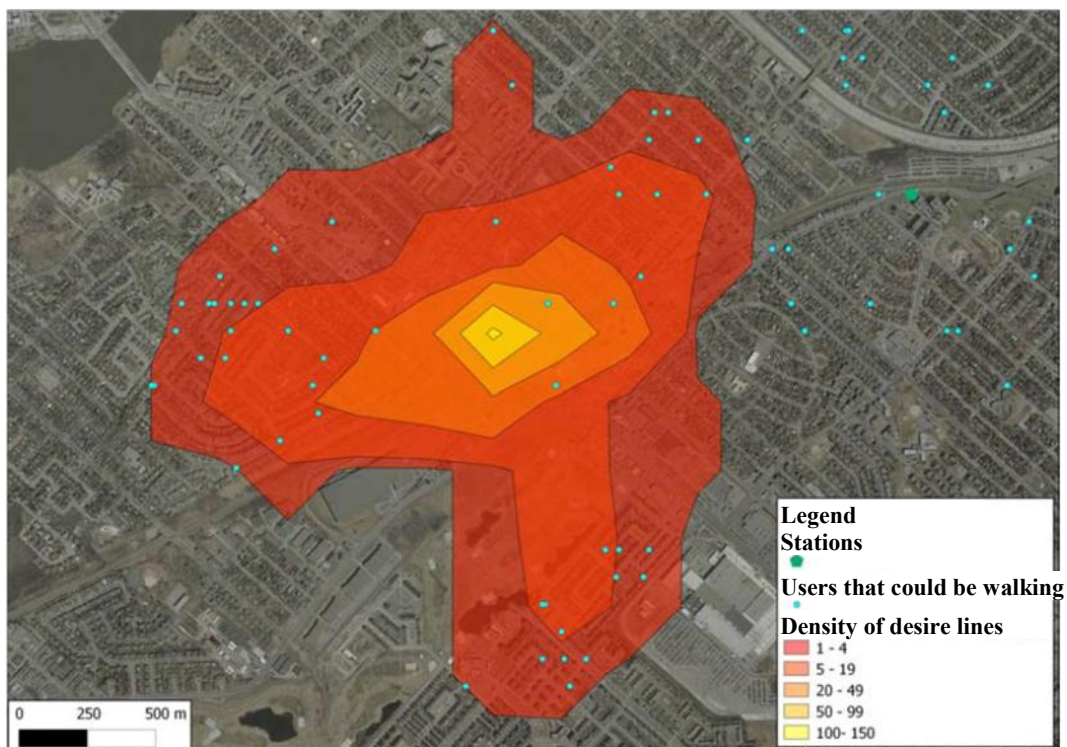 Legend
Stations
Users that could be walking
Density of desire lines
1 - 4
5 - 19
20 - 49
50 - 99
100- 150
0 250 500 m